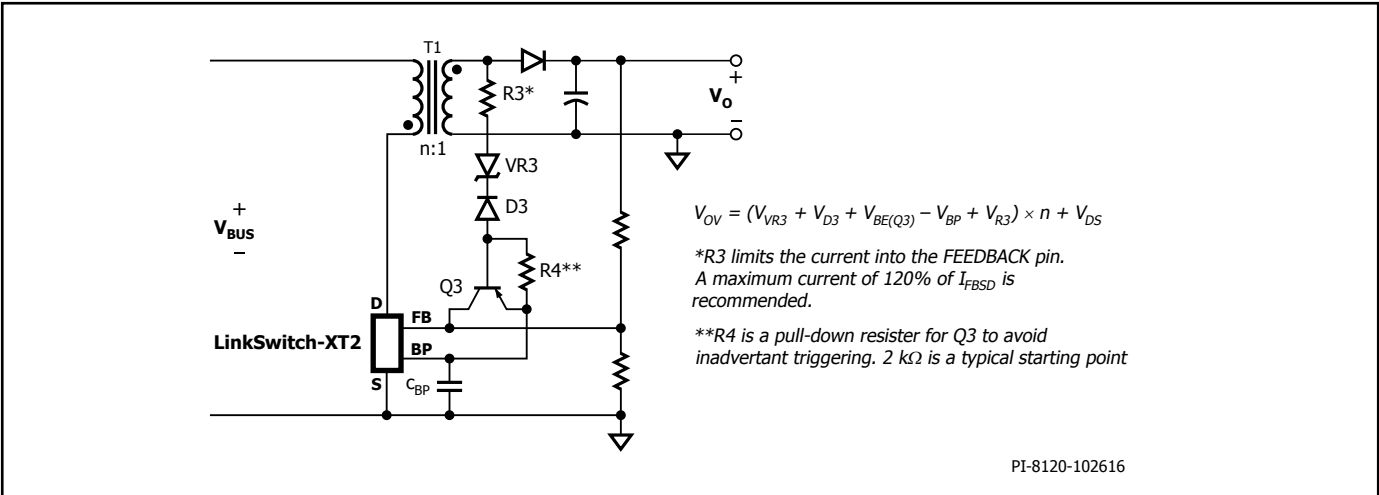 T1
R3*
+
V_O
−
n:1
VR3
D3
+
V_BUS
−
R4**
Q3
D
FB
LinkSwitch-XT2
BP
S
C_BP
V_OV = (V_VR3 + V_D3 + V_BE(Q3) − V_BP + V_R3) × n + V_DS
*R3 limits the current into the FEEDBACK pin.
A maximum current of 120% of I_FBSD is
recommended.
**R4 is a pull-down resister for Q3 to avoid
inadvertant triggering. 2 kΩ is a typical starting point
PI-8120-102616